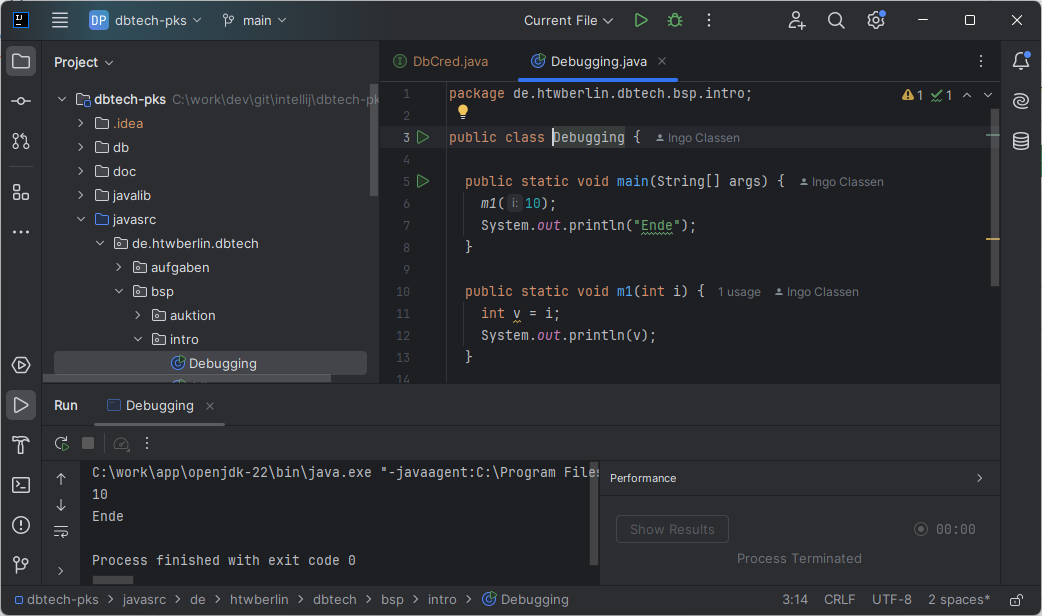 DP dbtech-pks main Current File
Project
DbCred.java Debugging.java
dbtech-pks C:\work\dev\git\intellij\dbtech-pk
.idea
db
doc
javalib
javasrc
de.htwberlin.dbtech
aufgaben
bsp
auktion
intro
Debugging
1 package de.htwberlin.dbtech.bsp.intro; 1 1
2
3 public class Debugging { Ingo Classen
4
5 public static void main(String[] args) { Ingo Classen
6 m1( i: 10);
7 System.out.println("Ende");
8 }
9
10 public static void m1(int i) { 1 usage Ingo Classen
11 int v = i;
12 System.out.println(v);
13 }
14
Run Debugging
C:\work\app\openjdk-22\bin\java.exe "-javaagent:C:\Program Files
10
Ende
Process finished with exit code 0
Performance
Show Results 00:00
Process Terminated
dbtech-pks > javasrc > de > htwberlin > dbtech > bsp > intro > Debugging 3:14 CRLF UTF-8 2 spaces*